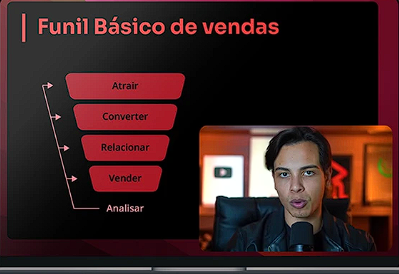 Funil Básico de vendas
Atrair
Converter
Relacionar
Vender
Analisar